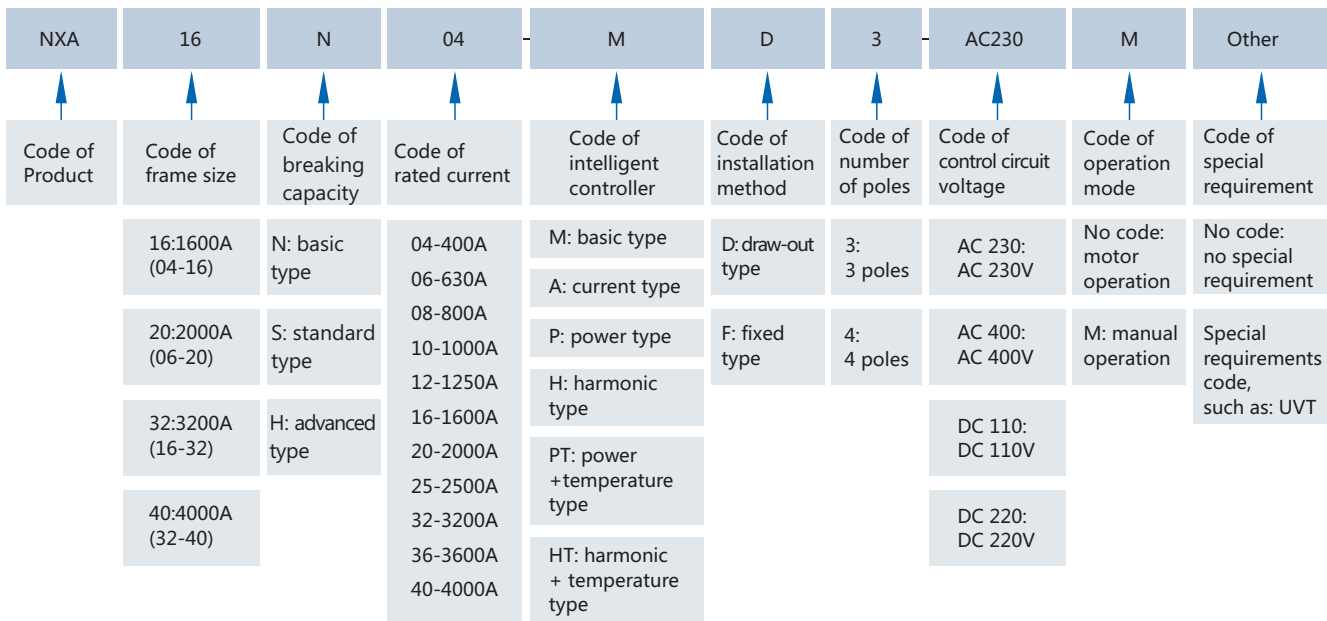 NXA 16 N 04 - M D 3 - AC230 M Other
Code of
Product
Code of
frame size
Code of
breaking
capacity
Code of
rated current
Code of
intelligent
controller
Code of
installation
method
Code of
number
of poles
Code of
control circuit
voltage
Code of
operation
mode
Code of
special
requirement
16:1600A
(04-16)
20:2000A
(06-20)
32:3200A
(16-32)
40:4000A
(32-40)
N: basic
type
S: standard
type
H: advanced
type
04-400A
06-630A
08-800A
10-1000A
12-1250A
16-1600A
20-2000A
25-2500A
32-3200A
36-3600A
40-4000A
M: basic type
A: current type
P: power type
H: harmonic
type
PT: power
+temperature
type
HT: harmonic
+ temperature
type
D: draw-out
type
F: fixed
type
3:
3 poles
4:
4 poles
AC 230:
AC 230V
AC 400:
AC 400V
DC 110:
DC 110V
DC 220:
DC 220V
No code:
motor
operation
M: manual
operation
No code:
no special
requirement
Special
requirements
code,
such as: UVT